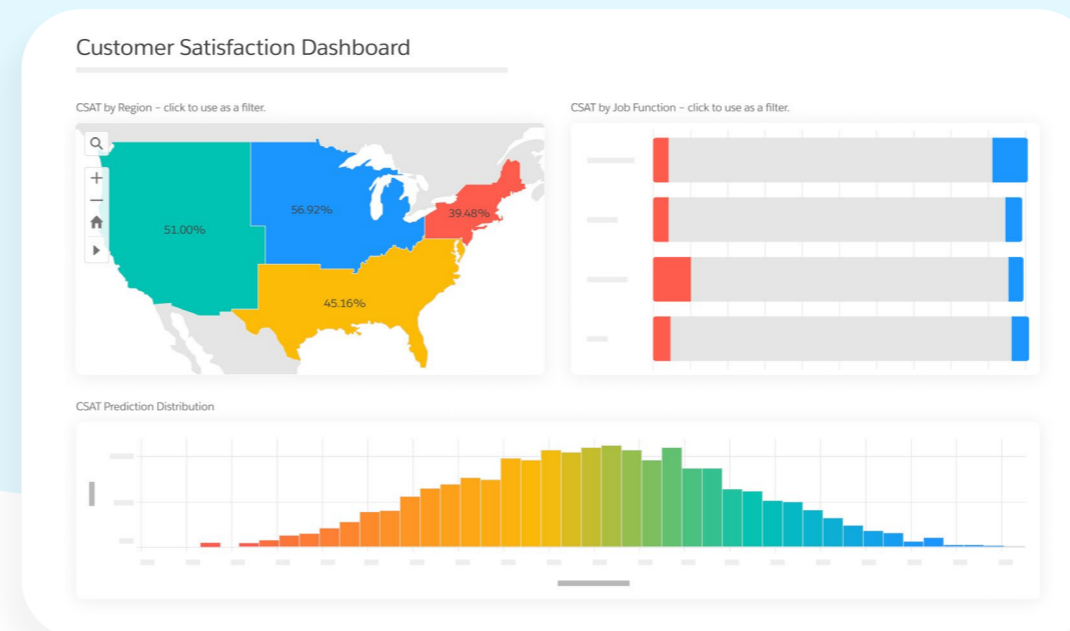 Customer Satisfaction Dashboard
CSAT by Region – click to use as a filter.
CSAT by Job Function – click to use as a filter.
56.92%
39.48%
51.00%
45.16%
CSAT Prediction Distribution